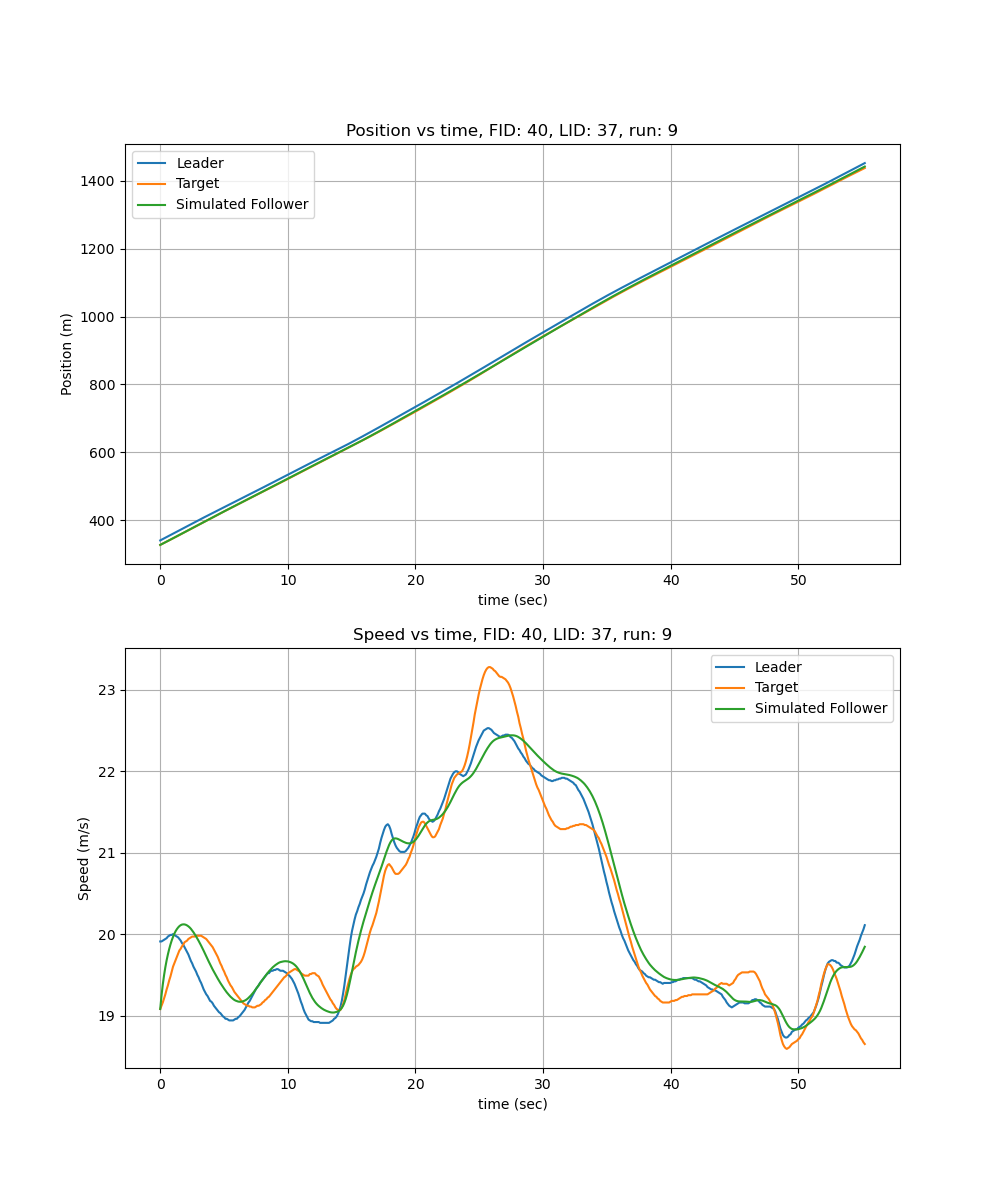 Position vs time, FID: 40, LID: 37, run: 9
Leader
Target
Simulated Follower
1400
1200
1000
800
600
400
Position (m)
0 10 20 30 40 50
time (sec)
Speed vs time, FID: 40, LID: 37, run: 9
Leader
Target
Simulated Follower
23
22
21
20
19
Speed (m/s)
0 10 20 30 40 50
time (sec)